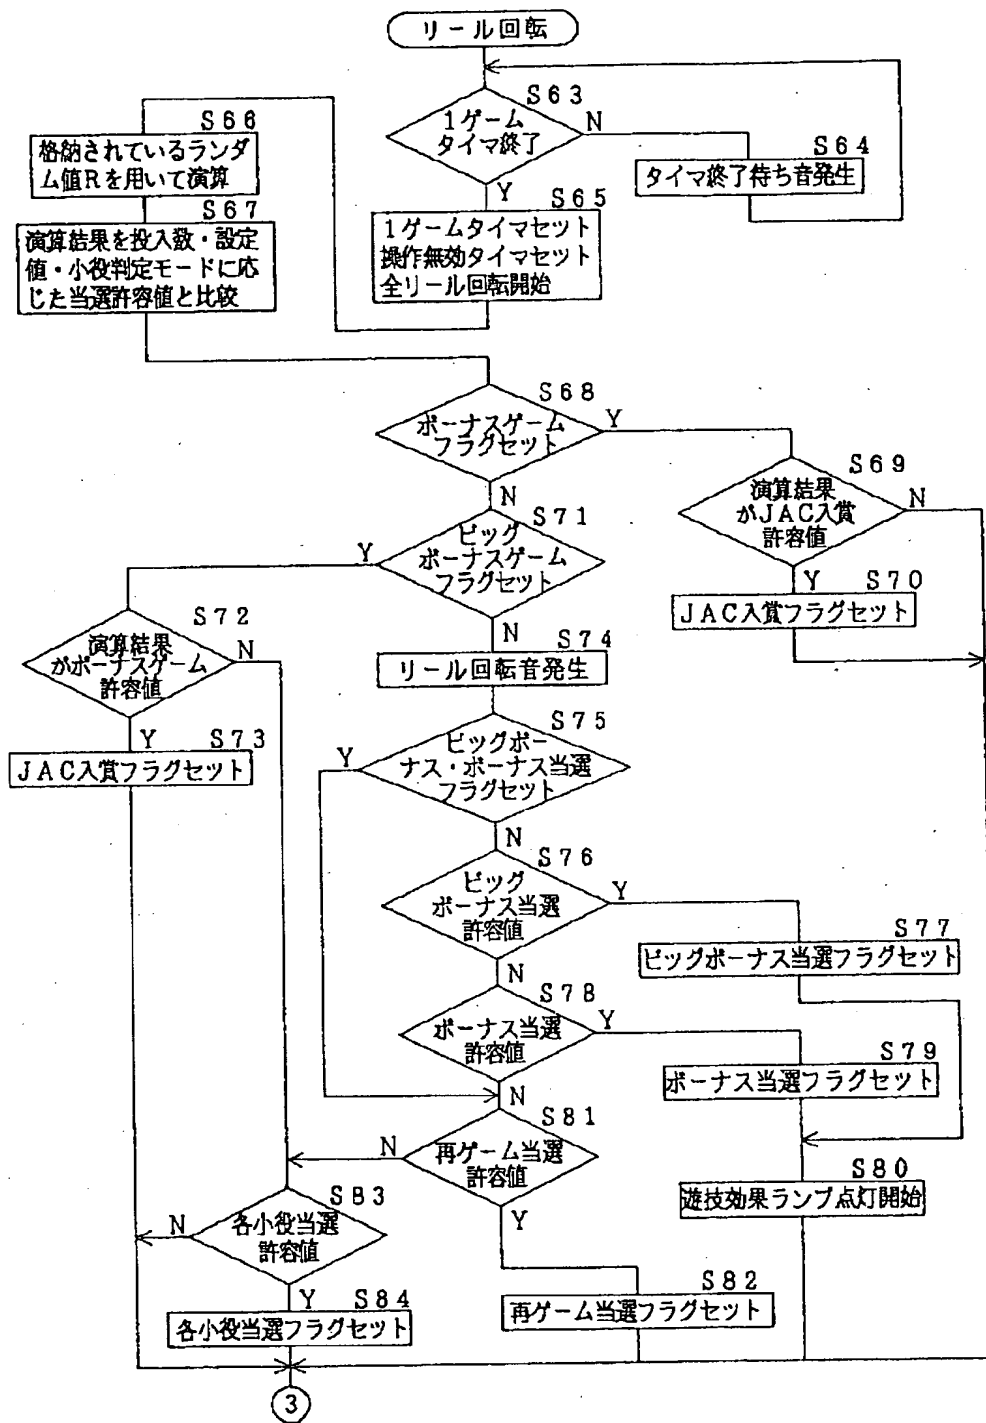 リール回転
S63
1ゲーム
タイマ終了
N
Y
S64
タイマ終了待ち音発生
S65
1ゲームタイマセット
操作無効タイマセット
全リール回転開始
S66
格納されているランダ
ム値Rを用いて演算
S67
演算結果を投入数・設定
値・小役判定モードに応
じた当選許容値と比較
S68
ボーナスゲーム
フラグセット
Y
N
S69
演算結果
がJAC入賞
許容値
N
Y
S70
JAC入賞フラグセット
S71
ビッグ
ボーナスゲーム
フラグセット
Y
N
S72
演算結果
がボーナスゲーム
許容値
N
Y
S73
JAC入賞フラグセット
S74
リール回転音発生
S75
ビッグボー
ナス・ボーナス当選
フラグセット
Y
N
S76
ビッグ
ボーナス当選
許容値
Y
N
S77
ビッグボーナス当選フラグセット
S78
ボーナス当選
許容値
Y
N
S79
ボーナス当選フラグセット
S80
遊技効果ランプ点灯開始
S81
再ゲーム当選
許容値
N
Y
S82
再ゲーム当選フラグセット
S83
各小役当選
許容値
N
Y
S84
各小役当選フラグセット
3